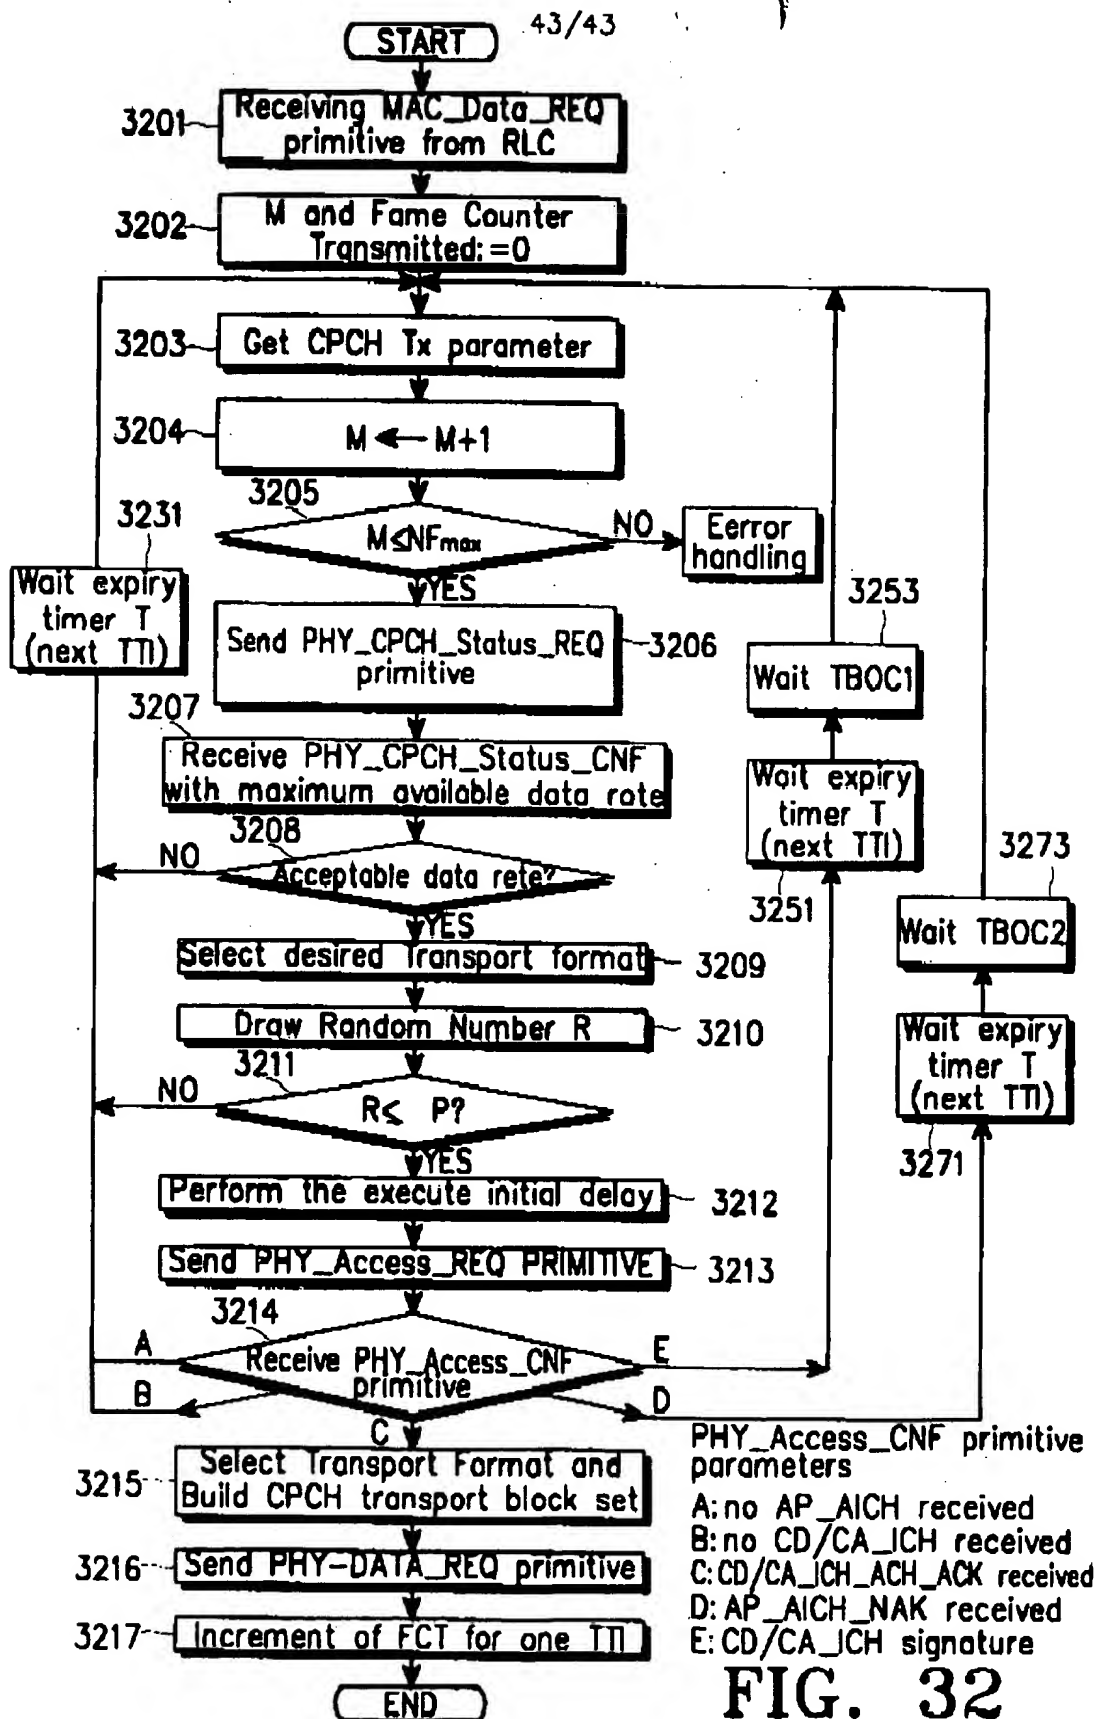 43/43
START
3201
Receiving MAC_Data_REQ
primitive from RLC
3202
M and Fame Counter
Transmitted:=0
3203
Get CPCH Tx parameter
3204
M ← M+1
3205
M≤NFmax
NO
Eerror
handling
YES
3231
Wait expiry
timer T
(next TTI)
Send PHY_CPCH_Status_REQ
primitive
3206
3207
Receive PHY_CPCH_Status_CNF
with maximum available data rate
3208
NO
Acceptable data rete?
YES
Select desired Transport format
3209
Draw Random Number R
3210
3211
NO
R≤ P?
YES
Perform the execute initial delay
3212
Send PHY_Access_REQ PRIMITIVE
3213
3214
A
Receive PHY_Access_CNF
primitive
E
B
D
C
3253
Wait TBOC1
Wait expiry
timer T
(next TTI)
3251
3273
Wait TBOC2
Wait expiry
timer T
(next TTI)
3271
3215
Select Transport Format and
Build CPCH transport block set
3216
Send PHY-DATA_REQ primitive
3217
Increment of FCT for one TTI
END
PHY_Access_CNF primitive
parameters
A: no AP_AICH received
B: no CD/CA_ICH received
C: CD/CA_ICH_ACH_ACK received
D: AP_AICH_NAK received
E: CD/CA_ICH signature
FIG. 32